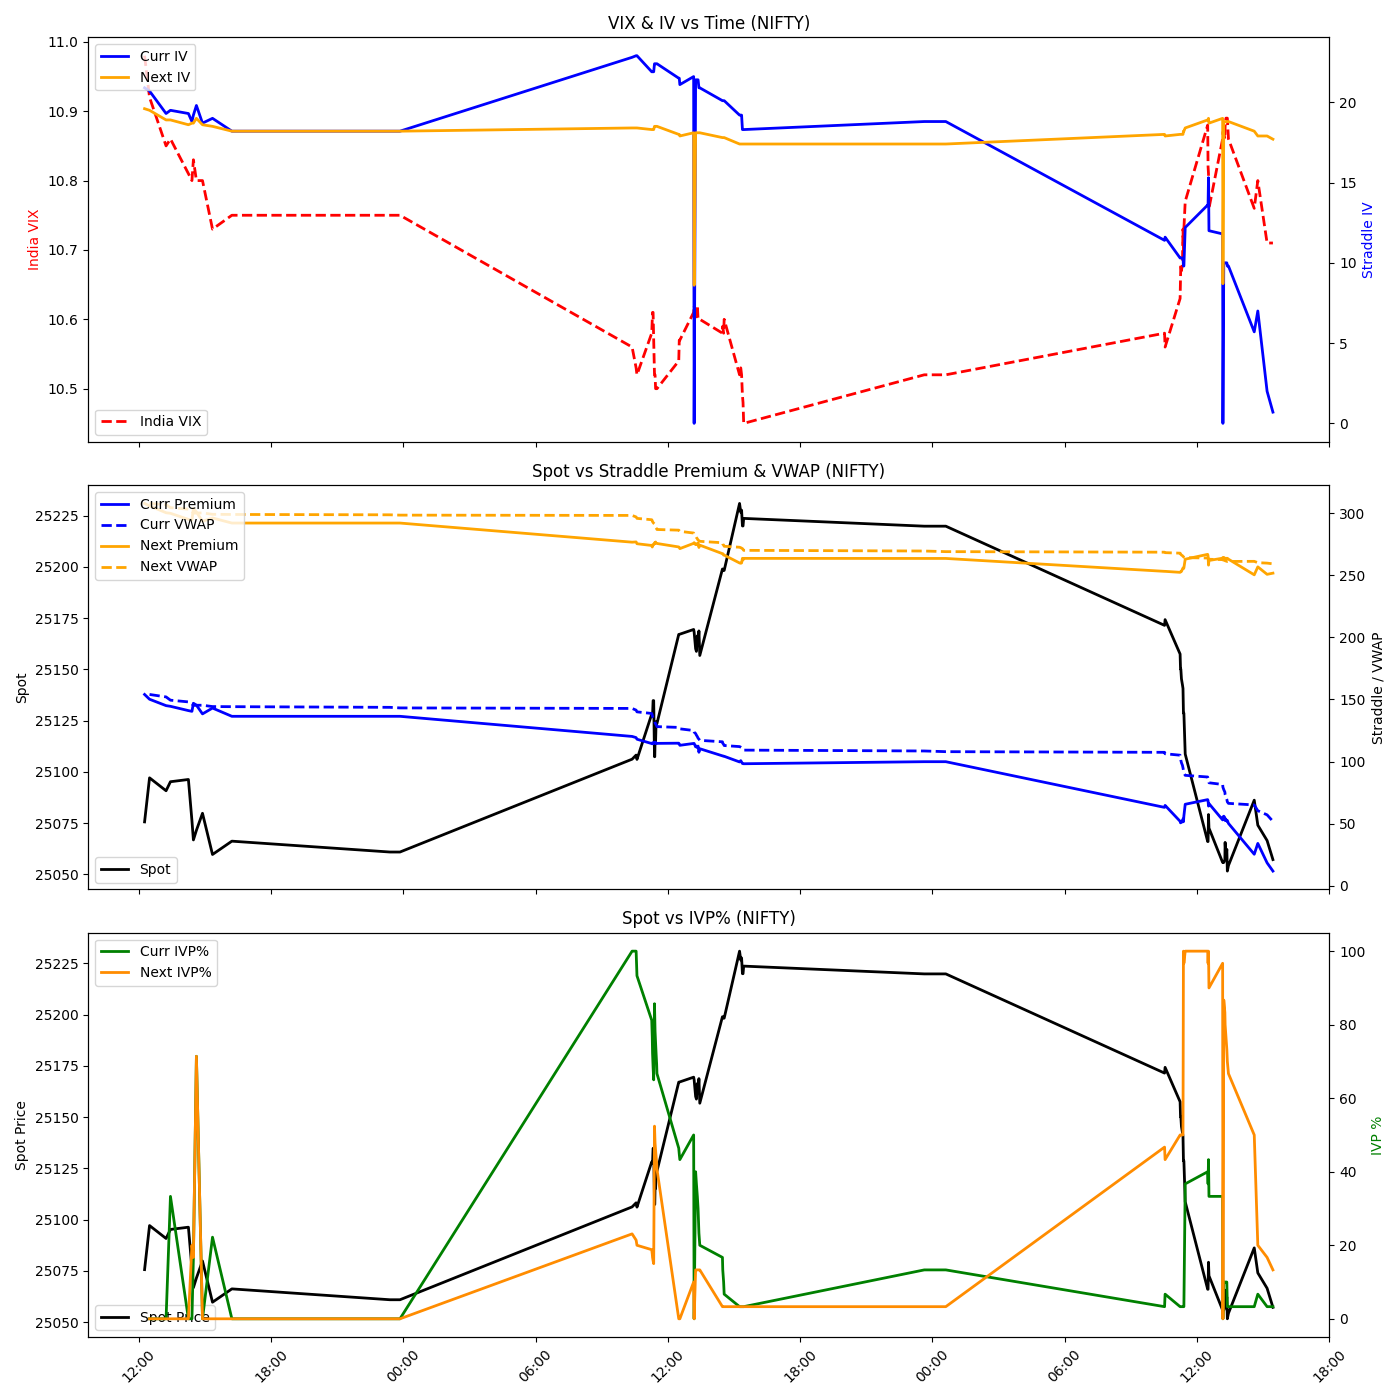 VIX & IV vs Time (NIFTY)
Curr IV
Next IV
India VIX
11.0
10.9
10.8
10.7
10.6
10.5
India VIX
20
15
10
5
0
Straddle IV
Spot vs Straddle Premium & VWAP (NIFTY)
Curr Premium
Curr VWAP
Next Premium
Next VWAP
Spot
25225
25200
25175
25150
25125
25100
25075
25050
Spot
300
250
200
150
100
50
0
Straddle / VWAP
Spot vs IVP% (NIFTY)
Curr IVP%
Next IVP%
Spot Price
25225
25200
25175
25150
25125
25100
25075
25050
Spot Price
100
80
60
40
20
0
IVP %
12:00
18:00
00:00
06:00
12:00
18:00
00:00
06:00
12:00
18:00